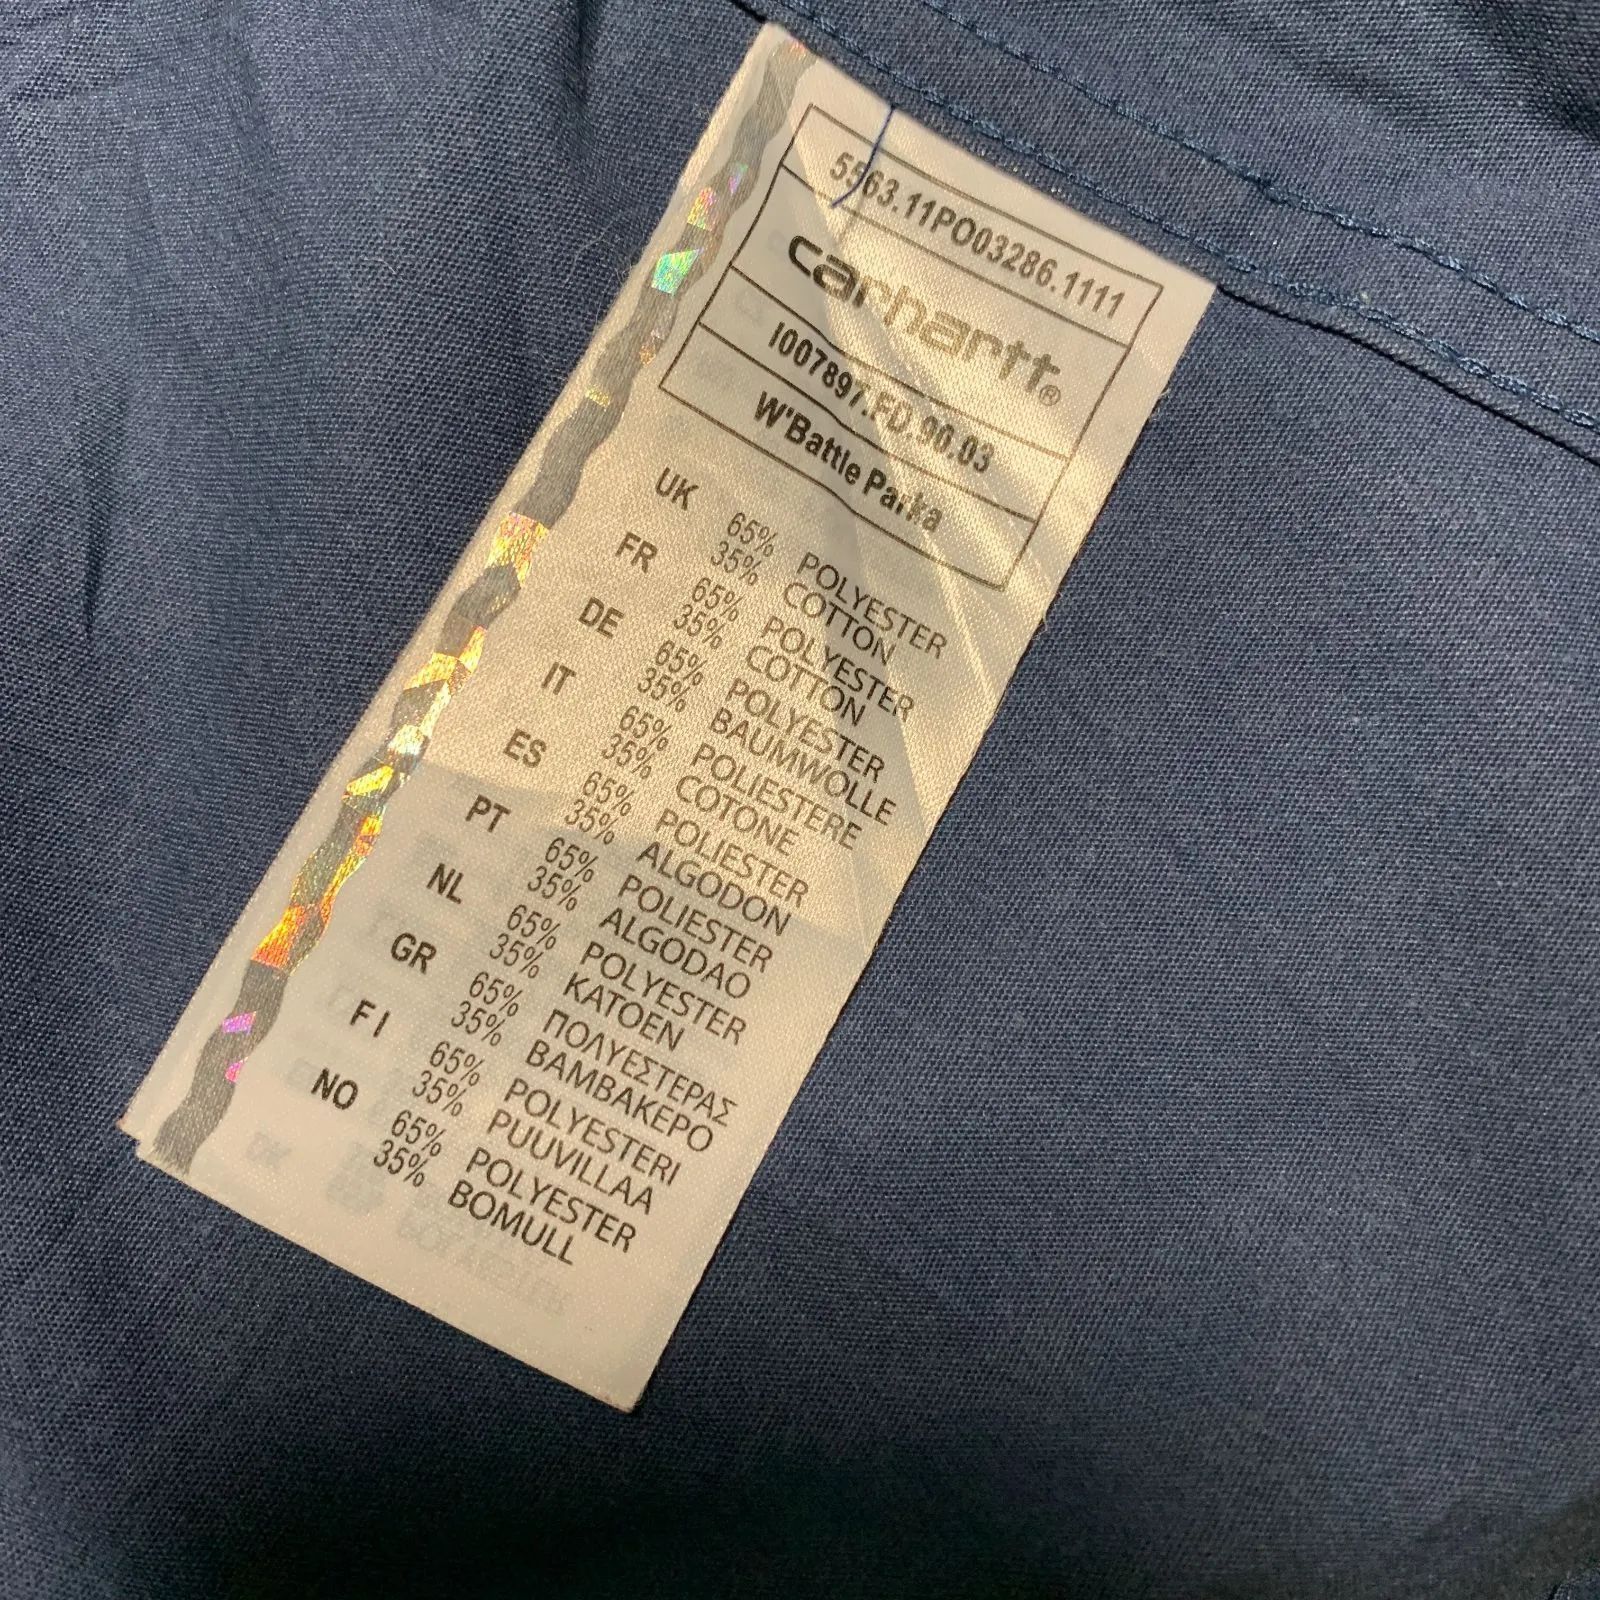 5563.11PO03286.1111
carhartt®
I007897.FD.90.03
W'Battle Parka
UK 65% POLYESTER
35% COTTON
FR 65% POLYESTER
35% COTTON
DE 65% POLYESTER
35% BAUMWOLLE
IT 65% POLIESTERE
35% COTONE
ES 65% POLIESTER
35% ALGODON
PT 65% POLIESTER
35% ALGODAO
NL 65% POLYESTER
35% KATOEN
GR 65% ΠΟΛΥΕΣΤΕΡΑΣ
35% ΒΑΜΒΑΚΕΡΟ
FI 65% POLYESTERI
35% PUUVILLAA
NO 65% POLYESTER
35% BOMULL